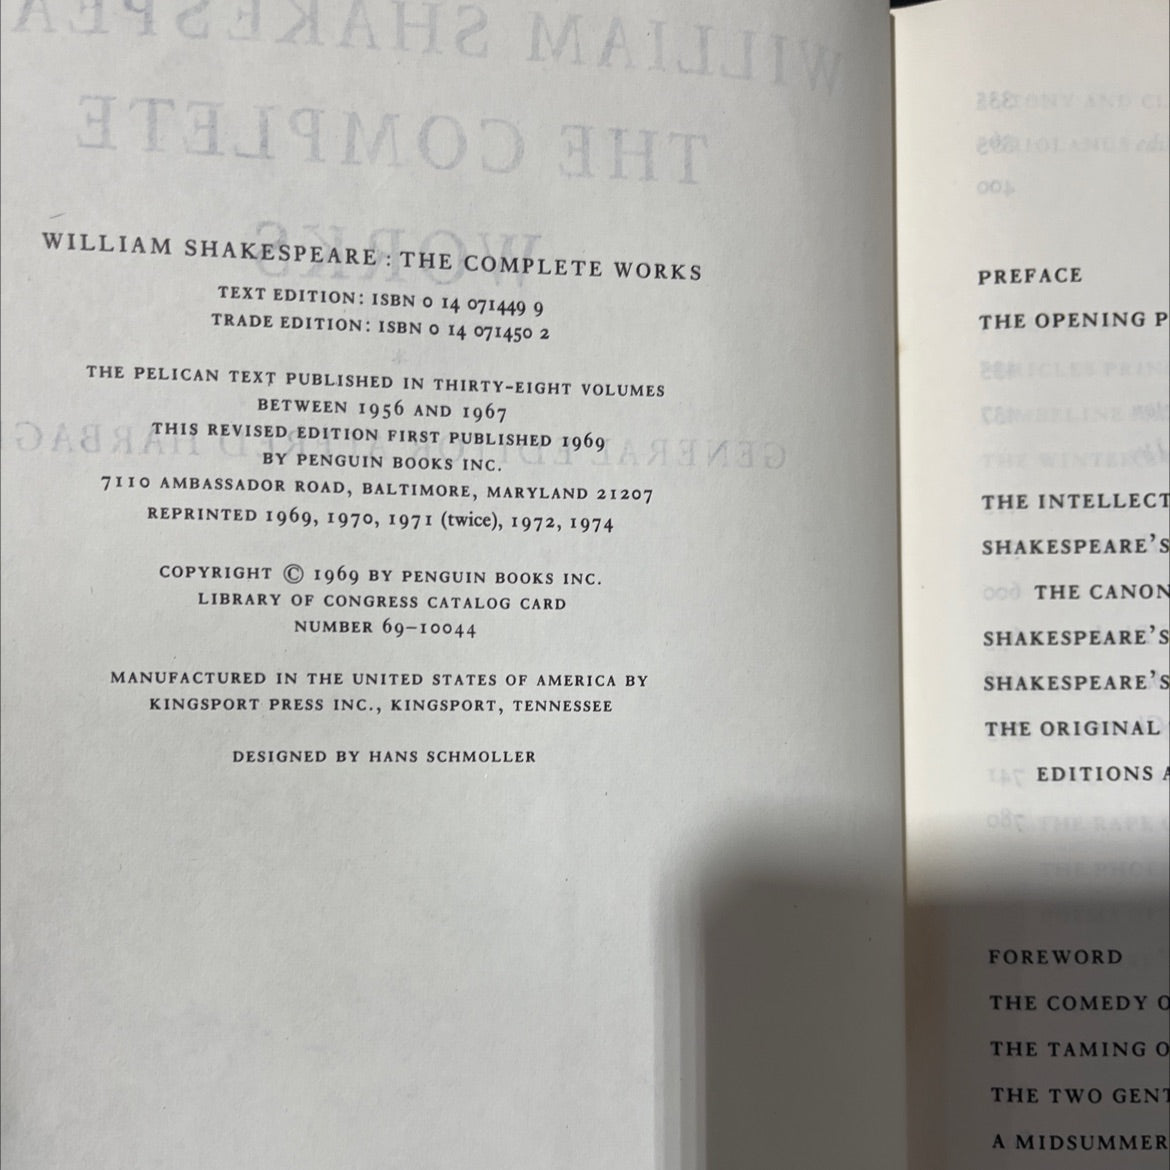 WILLIAM SHAKESPEARE : THE COMPLETE WORKS
TEXT EDITION: ISBN 0 14 071449 9
TRADE EDITION: ISBN 0 14 071450 2
THE PELICAN TEXT PUBLISHED IN THIRTY-EIGHT VOLUMES
BETWEEN 1956 AND 1967
THIS REVISED EDITION FIRST PUBLISHED 1969
BY PENGUIN BOOKS INC.
7110 AMBASSADOR ROAD, BALTIMORE, MARYLAND 21207
REPRINTED 1969, 1970, 1971 (twice), 1972, 1974
COPYRIGHT © 1969 BY PENGUIN BOOKS INC.
LIBRARY OF CONGRESS CATALOG CARD
NUMBER 69–10044
MANUFACTURED IN THE UNITED STATES OF AMERICA BY
KINGSPORT PRESS INC., KINGSPORT, TENNESSEE
DESIGNED BY HANS SCHMOLLER
PREFACE
THE OPENING P
THE INTELLECT
SHAKESPEARE'S
THE CANON
SHAKESPEARE'S
SHAKESPEARE'S
THE ORIGINAL
EDITIONS A
FOREWORD
THE COMEDY O
THE TAMING O
THE TWO GENT
A MIDSUMMER